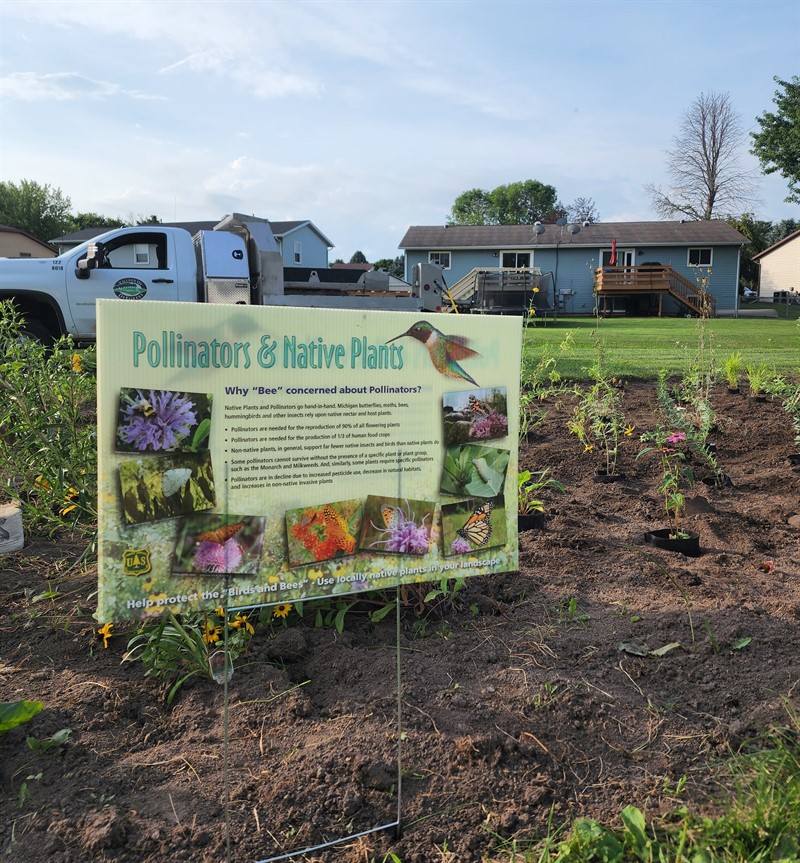 Pollinators & Native Plants
Why "Bee" concerned about Pollinators?
Native Plants and Pollinators go hand-in-hand. Michigan butterflies, moths, bees,
hummingbirds and other insects rely upon native nectar and host plants.
• Pollinators are needed for the reproduction of 90% of all flowering plants
• Pollinators are needed for the production of 1/3 of human food crops
• Non-native plants, in general, support far fewer native insects and birds than native plants do
• Some pollinators cannot survive without the presence of a specific plant or plant group,
such as the Monarch and Milkweeds. And, similarly, some plants require specific pollinators
• Pollinators are in decline due to increased pesticide use, decrease in natural habitats,
and increases in non-native invasive plants
UAS
Help protect the "Birds and Bees" - Use locally native plants in your landscape